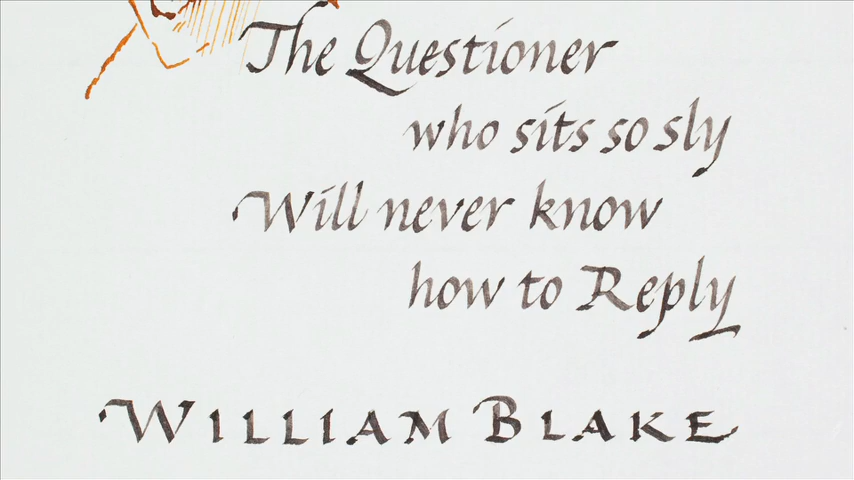 The Questioner
who sits so sly
Will never know
how to Reply
WILLIAM BLAKE